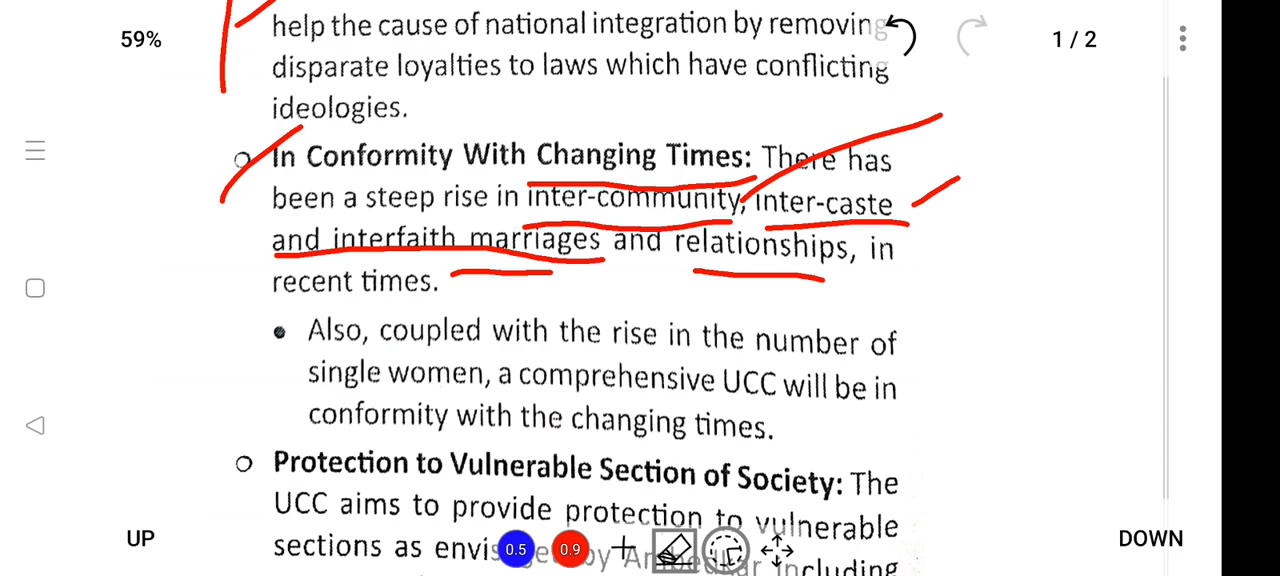 59%
1 / 2
help the cause of national integration by removing
disparate loyalties to laws which have conflicting
ideologies.
In Conformity With Changing Times: There has
been a steep rise in inter-community, inter-caste
and interfaith marriages and relationships, in
recent times.
Also, coupled with the rise in the number of
single women, a comprehensive UCC will be in
conformity with the changing times.
Protection to Vulnerable Section of Society: The
UCC aims to provide protection to vulnerable
sections as by including
UP
0.5
0.9
DOWN